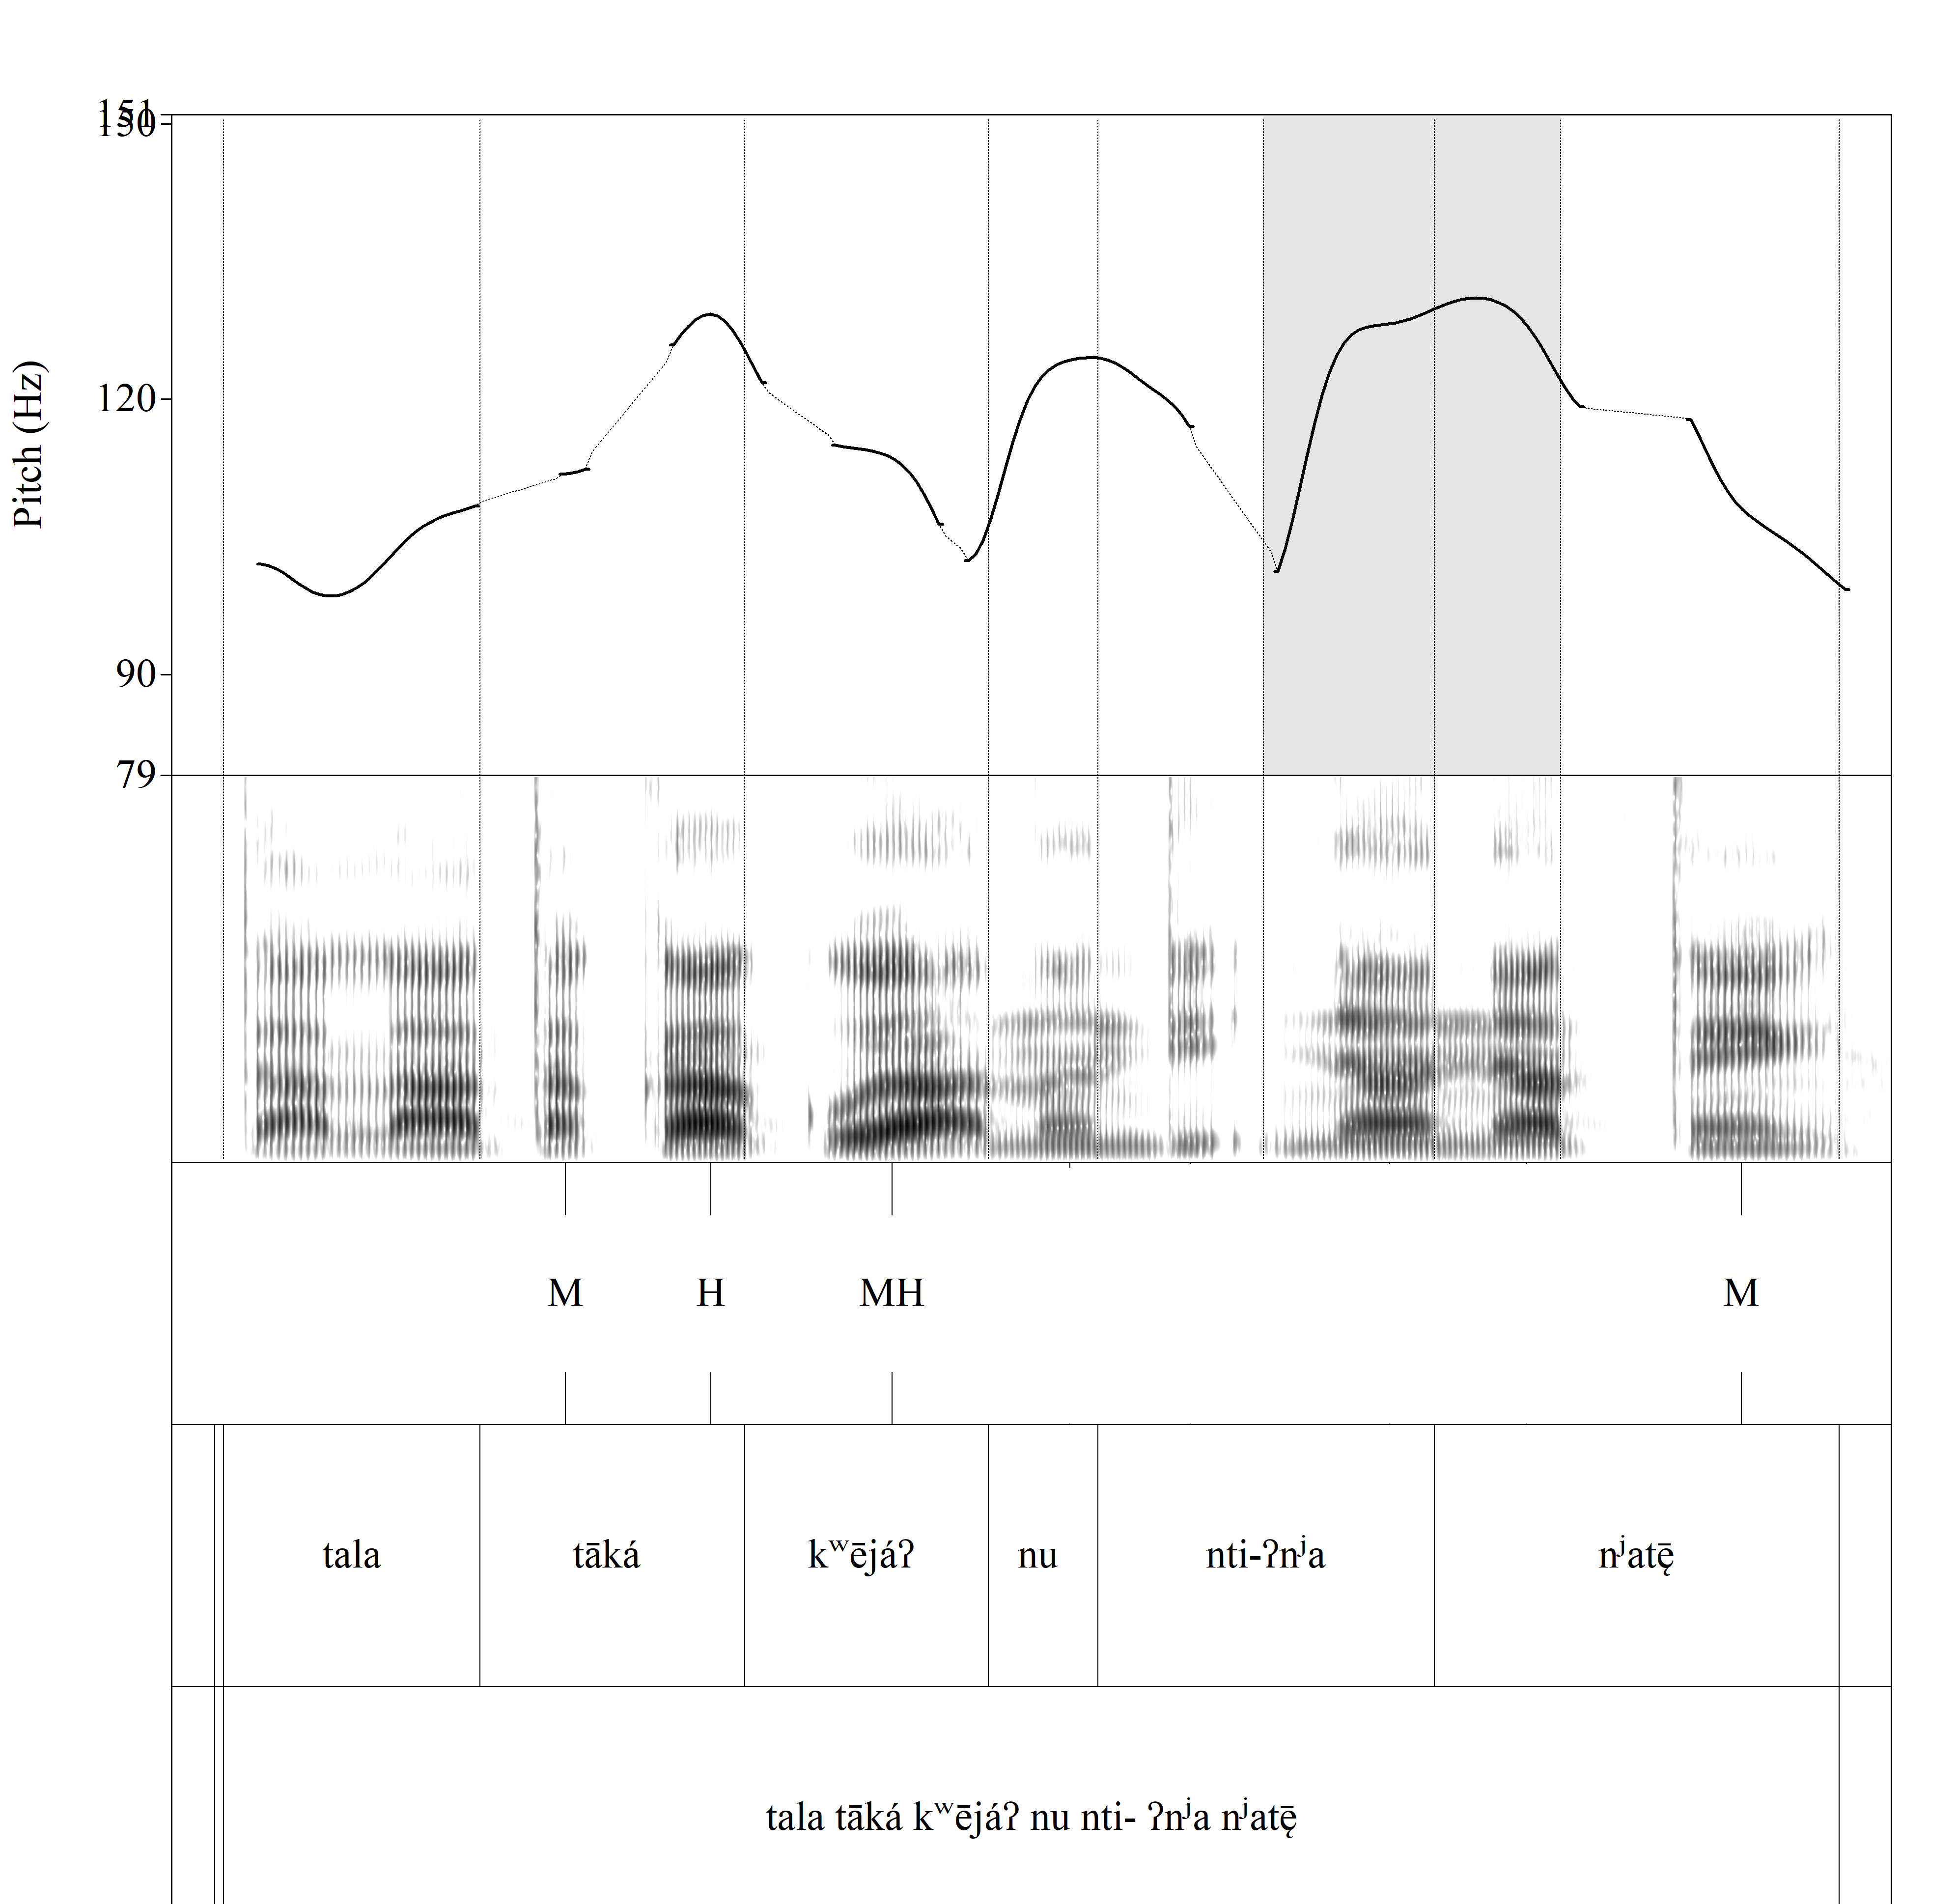 151
150
120
90
79
Pitch (Hz)
M H MH M
tala tāká kʷējáʔ nu nti-ʔnʲa nʲatę̄
tala tāká kʷējáʔ nu nti- ʔnʲa nʲatę̄